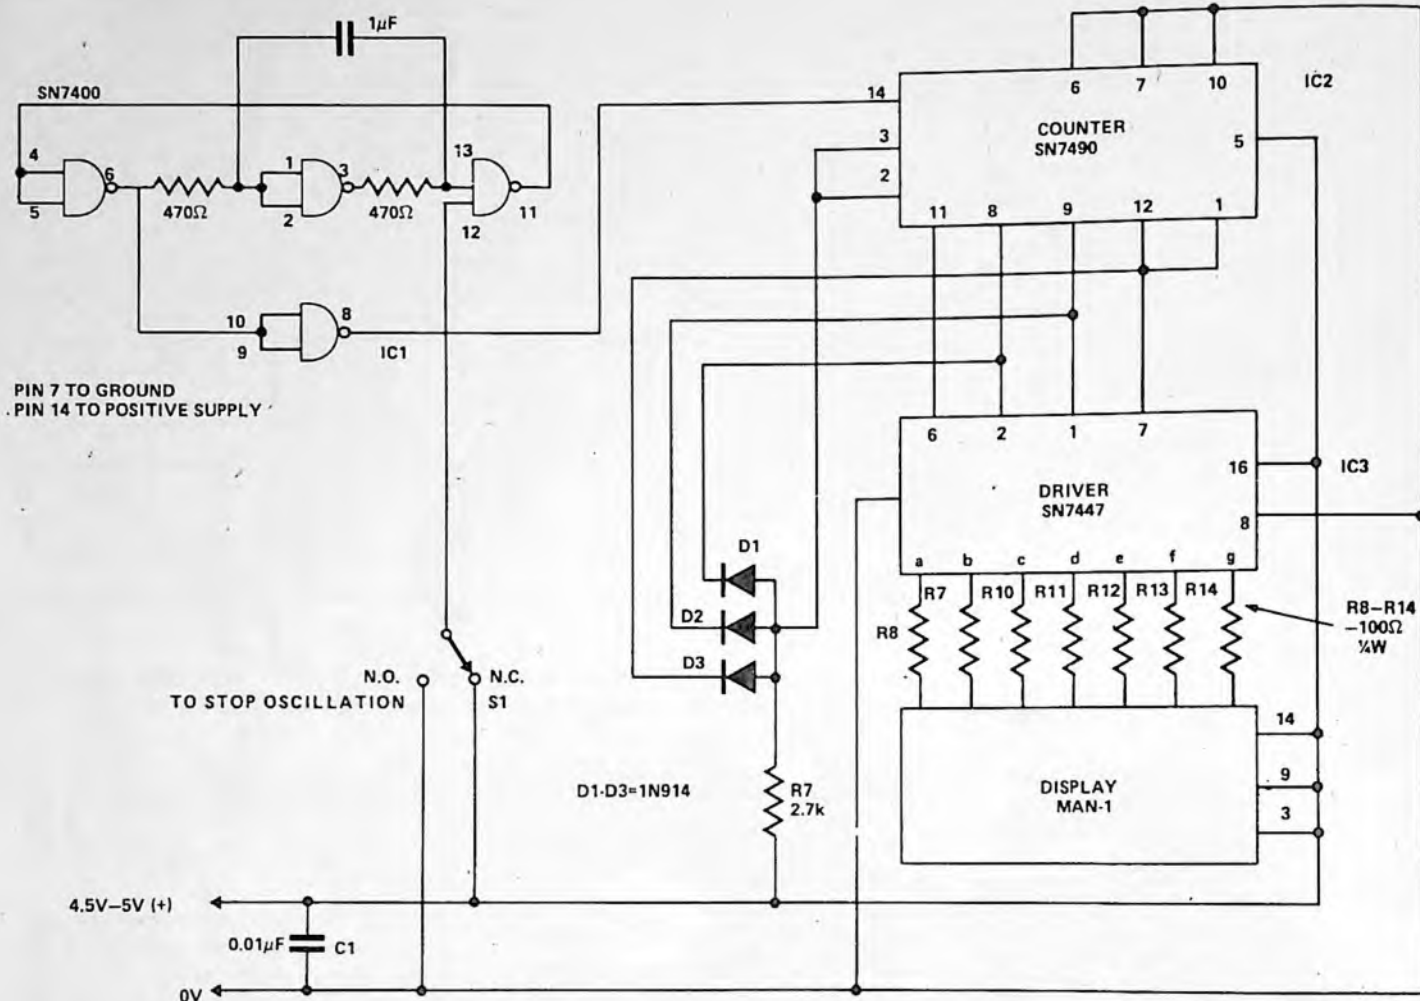 1µF
SN7400
4
5
6
470Ω
1
2
3
470Ω
13
12
11
10
9
8
IC1
PIN 7 TO GROUND
PIN 14 TO POSITIVE SUPPLY
6
7
10
IC2
14
3
2
COUNTER
SN7490
5
11
8
9
12
1
6
2
1
7
16
IC3
DRIVER
SN7447
8
a
b
c
d
e
f
g
R7
R10
R11
R12
R13
R14
R8
R8–R14
–100Ω
¼W
D1
D2
D3
N.O.
N.C.
TO STOP OSCILLATION
S1
D1-D3=1N914
R7
2.7k
DISPLAY
MAN-1
14
9
3
4.5V–5V (+)
0.01µF
C1
0V